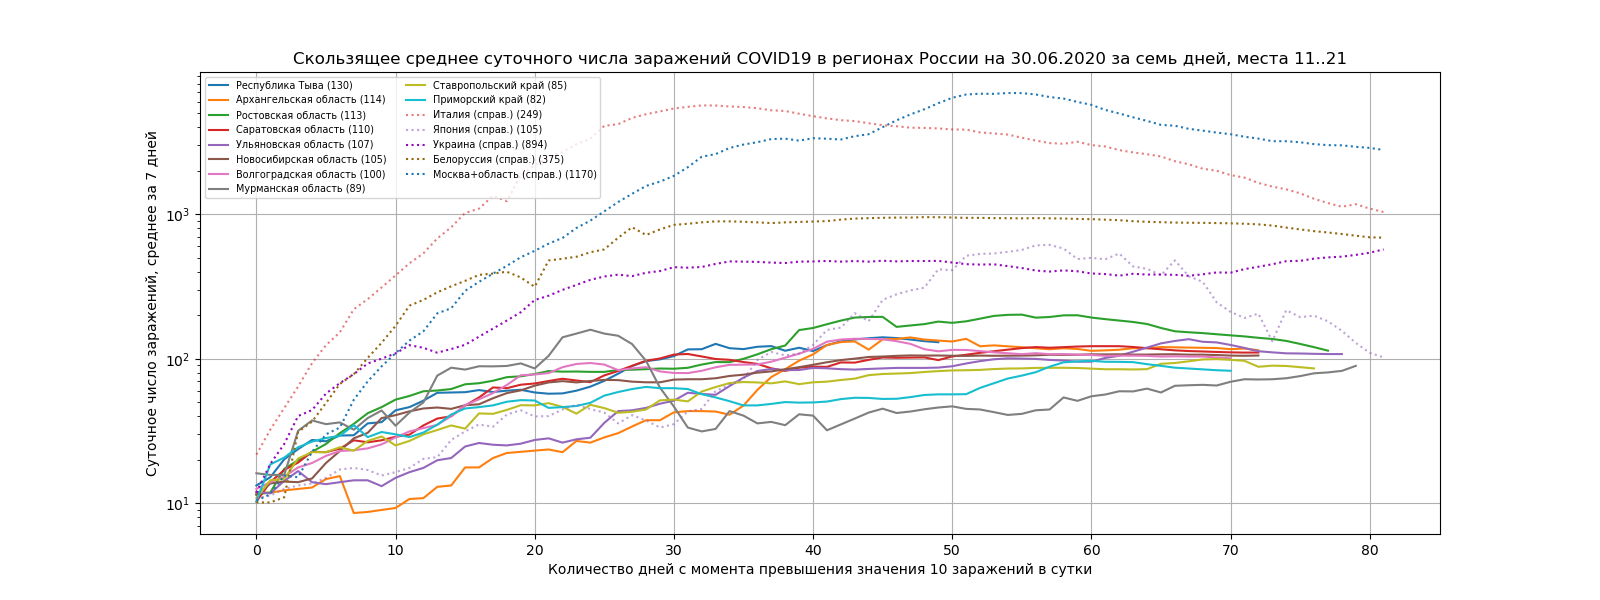 Скользящее среднее суточного числа заражений COVID19 в регионах России на 30.06.2020 за семь дней, места 11..21
Суточное число заражений, среднее за 7 дней
10³
10²
10¹
Республика Тыва (130)
Архангельская область (114)
Ростовская область (113)
Саратовская область (110)
Ульяновская область (107)
Новосибирская область (105)
Волгоградская область (100)
Мурманская область (89)
Ставропольский край (85)
Приморский край (82)
Италия (справ.) (249)
Япония (справ.) (105)
Украина (справ.) (894)
Белоруссия (справ.) (375)
Москва+область (справ.) (1170)
0 10 20 30 40 50 60 70 80
Количество дней с момента превышения значения 10 заражений в сутки